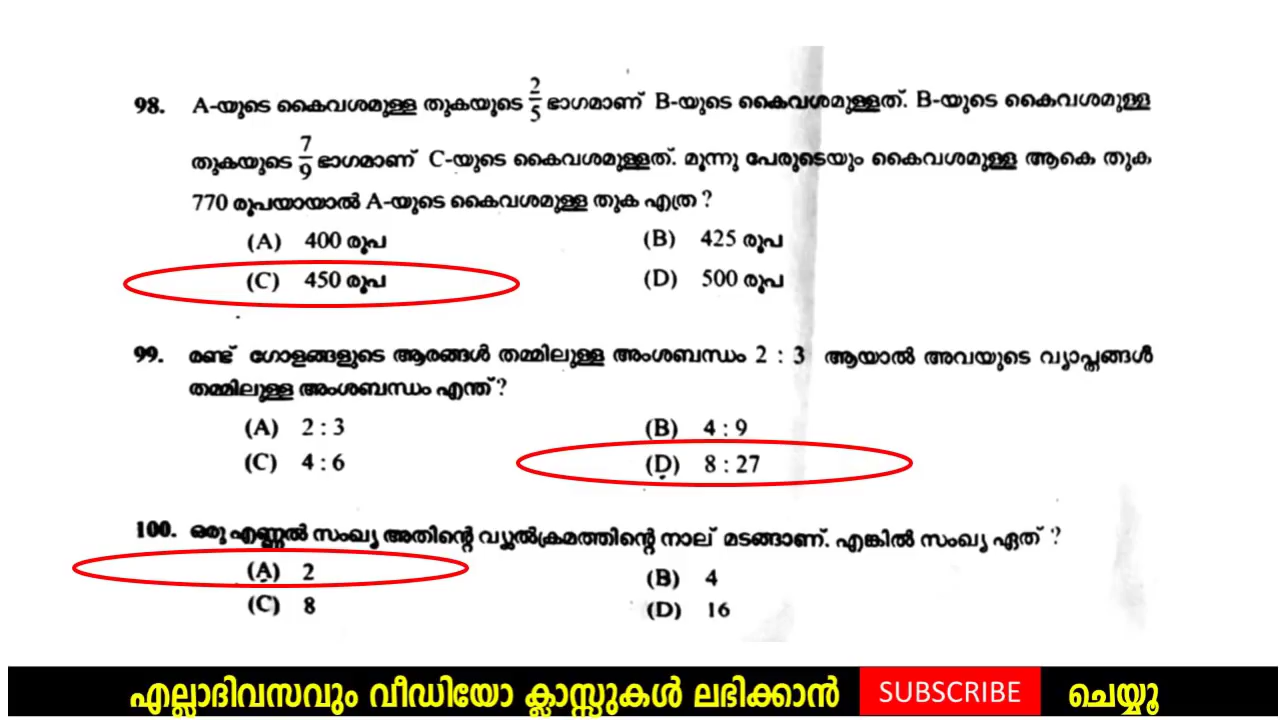 98. A-യുടെ കൈവശമുള്ള തുകയുടെ 2/5 ഭാഗമാണ് B-യുടെ കൈവശമുള്ളത്. B-യുടെ കൈവശമുള്ള
തുകയുടെ 7/9 ഭാഗമാണ് C-യുടെ കൈവശമുള്ളത്. മൂന്നു പേരുടെയും കൈവശമുള്ള ആകെ തുക
770 രൂപയായാൽ A-യുടെ കൈവശമുള്ള തുക എത്ര ?
(A) 400 രൂപ (B) 425 രൂപ
(C) 450 രൂപ (D) 500 രൂപ
99. രണ്ട് ഗോളങ്ങളുടെ ആരങ്ങൾ തമ്മിലുള്ള അംശബന്ധം 2 : 3 ആയാൽ അവയുടെ വ്യാപ്തങ്ങൾ
തമ്മിലുള്ള അംശബന്ധം എന്ത് ?
(A) 2 : 3 (B) 4 : 9
(C) 4 : 6 (D) 8 : 27
100. ഒരു എണ്ണൽ സംഖ്യ അതിന്റെ വ്യുൽക്രമത്തിന്റെ നാല് മടങ്ങാണ്. എങ്കിൽ സംഖ്യ ഏത് ?
(A) 2 (B) 4
(C) 8 (D) 16
എല്ലാദിവസവും വീഡിയോ ക്ലാസ്സുകൾ ലഭിക്കാൻ SUBSCRIBE ചെയ്യൂ